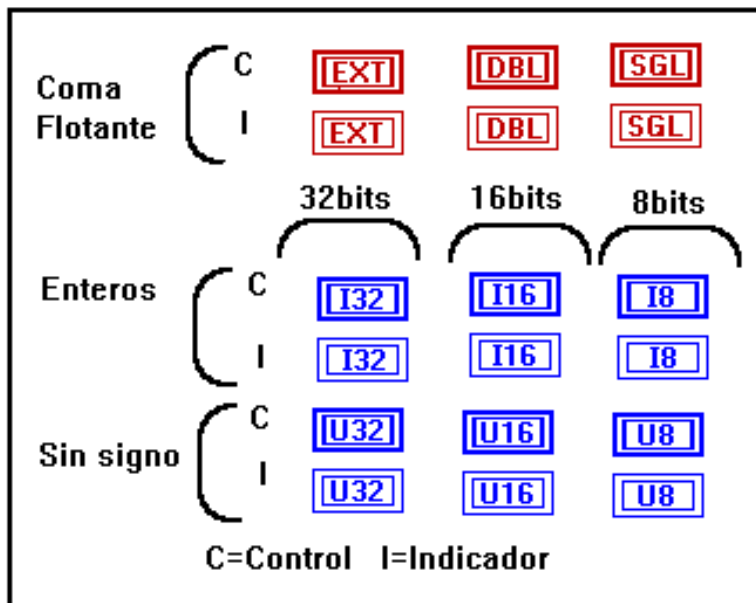 C EXT DBL SGL
Coma
Flotante
I EXT DBL SGL
32bits 16bits 8bits
Enteros
C I32 I16 I8
I I32 I16 I8
C U32 U16 U8
Sin signo
I U32 U16 U8
C=Control I=Indicador